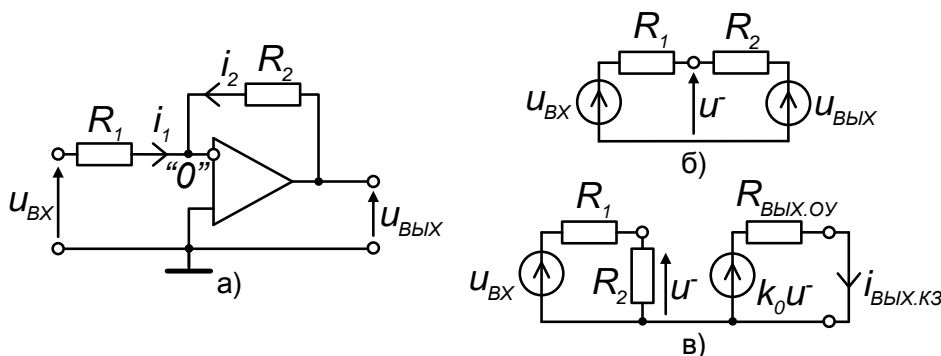 R₁
i₁
i₂
R₂
“0”
uВХ
uВЫХ
а)
R₁
R₂
uВХ
u⁻
uВЫХ
б)
R₁
RВЫХ.ОУ
uВХ
R₂
u⁻
k₀u⁻
iВЫХ.КЗ
в)